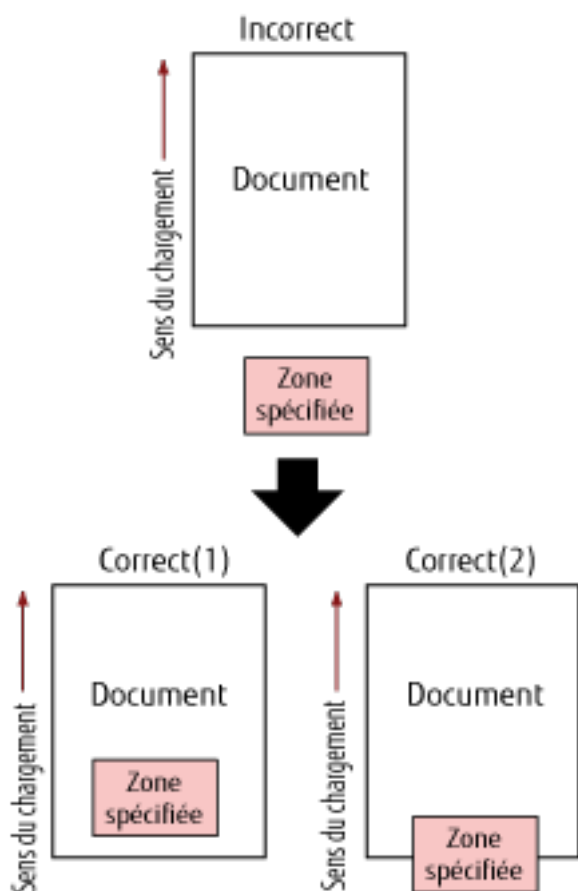 Incorrect
Sens du chargement
Document
Zone
spécifiée
Correct(1)
Sens du chargement
Document
Zone
spécifiée
Correct(2)
Sens du chargement
Document
Zone
spécifiée